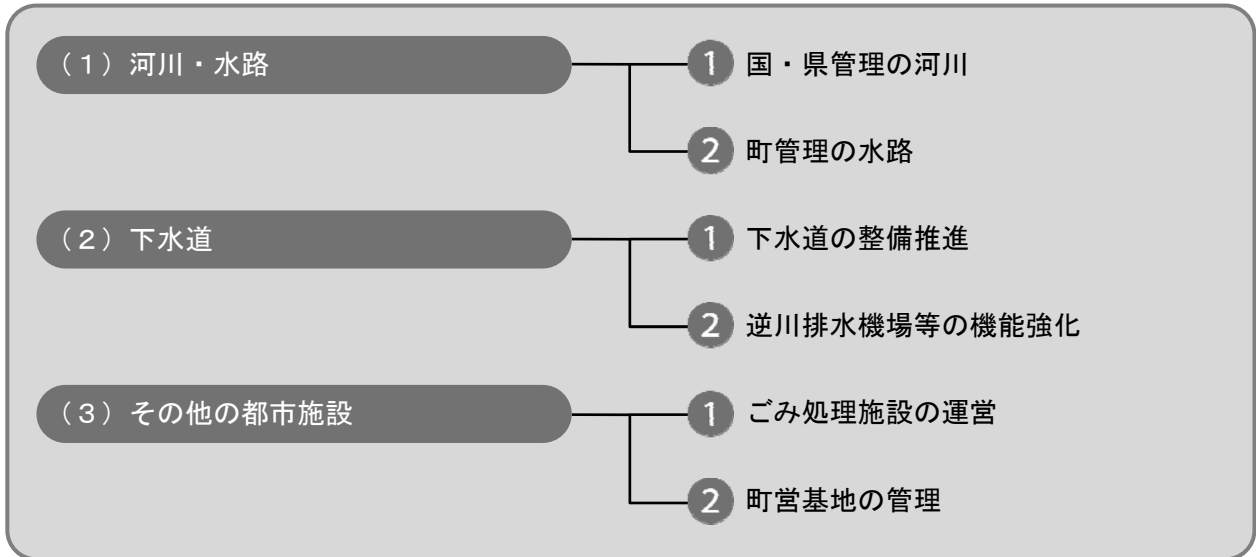 （１）河川・水路
1 国・県管理の河川
2 町管理の水路
（２）下水道
1 下水道の整備推進
2 逆川排水機場等の機能強化
（３）その他の都市施設
1 ごみ処理施設の運営
2 町営基地の管理